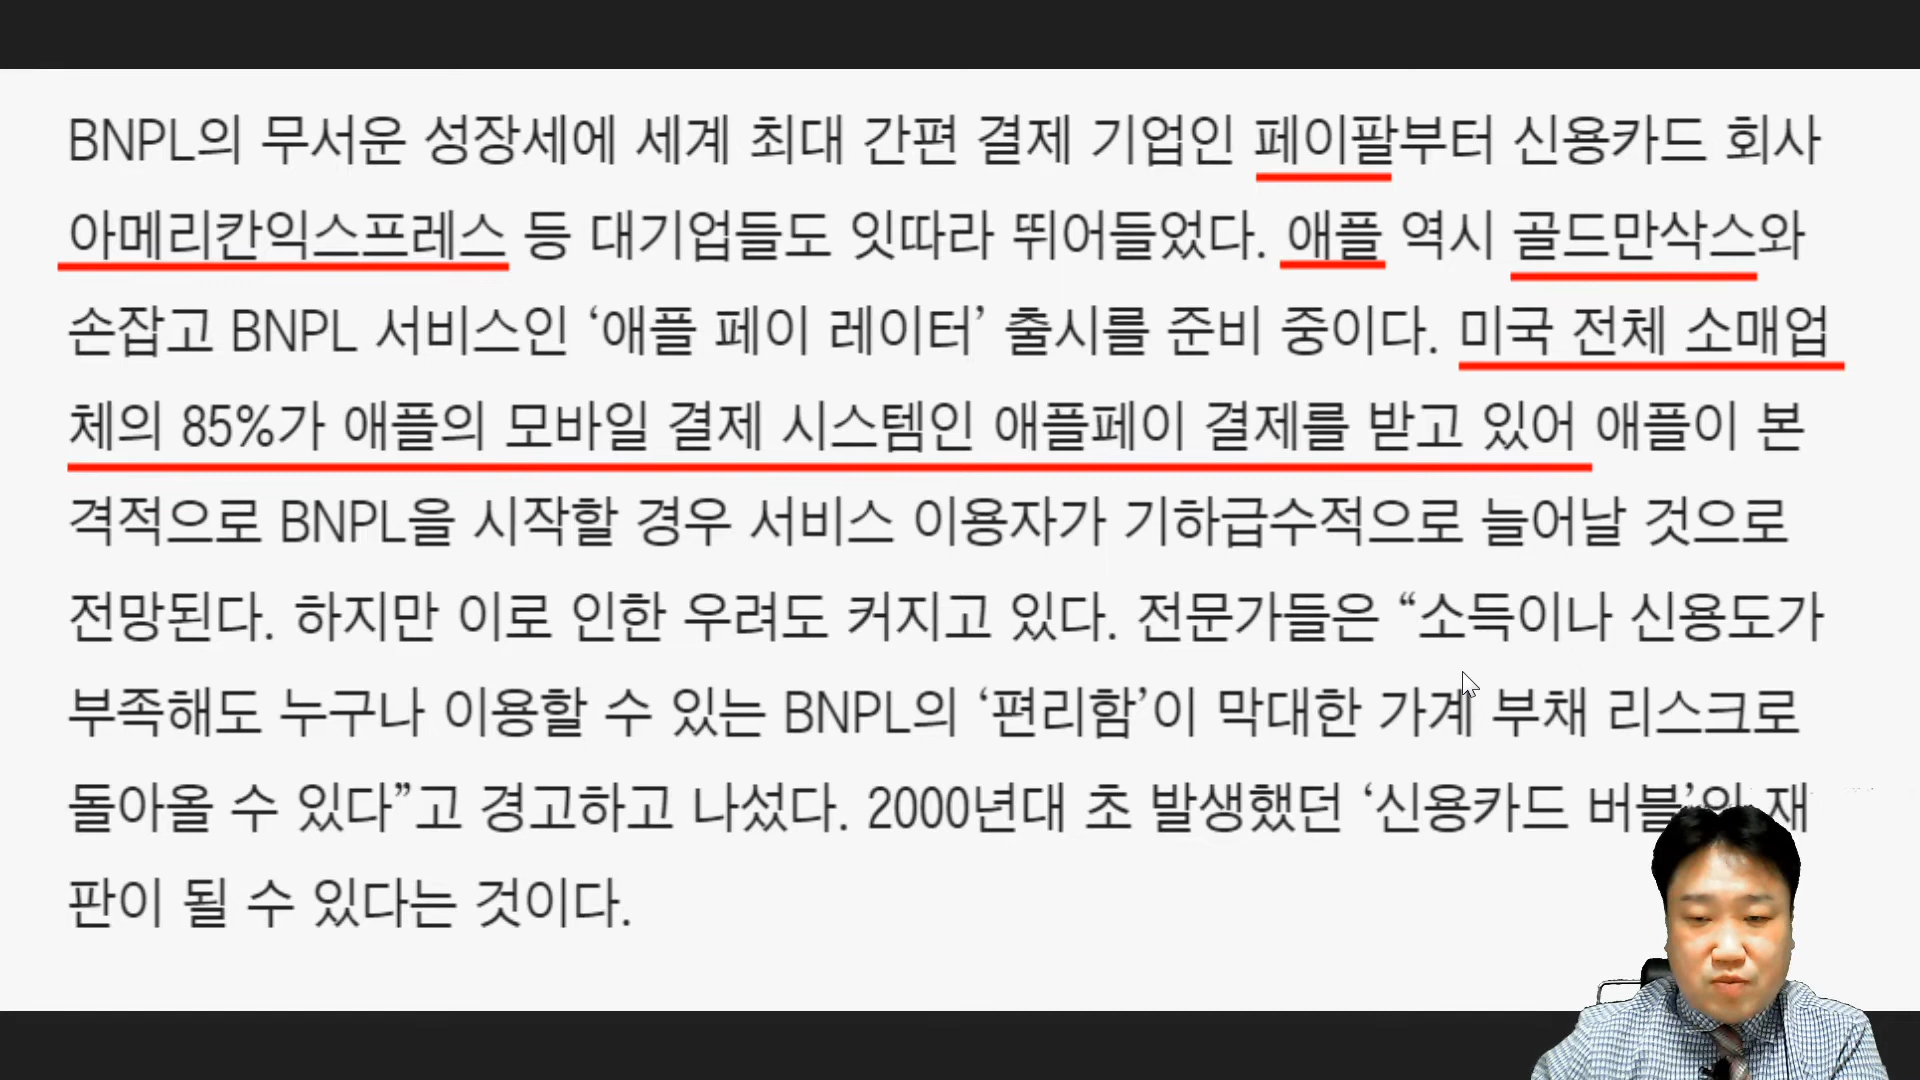 BNPL의 무서운 성장세에 세계 최대 간편 결제 기업인 페이팔부터 신용카드 회사
아메리칸익스프레스 등 대기업들도 잇따라 뛰어들었다. 애플 역시 골드만삭스와
손잡고 BNPL 서비스인 ‘애플 페이 레이터’ 출시를 준비 중이다. 미국 전체 소매업
체의 85%가 애플의 모바일 결제 시스템인 애플페이 결제를 받고 있어 애플이 본
격적으로 BNPL을 시작할 경우 서비스 이용자가 기하급수적으로 늘어날 것으로
전망된다. 하지만 이로 인한 우려도 커지고 있다. 전문가들은 “소득이나 신용도가
부족해도 누구나 이용할 수 있는 BNPL의 ‘편리함’이 막대한 가계 부채 리스크로
돌아올 수 있다”고 경고하고 나섰다. 2000년대 초 발생했던 ‘신용카드 버블’의 재
판이 될 수 있다는 것이다.